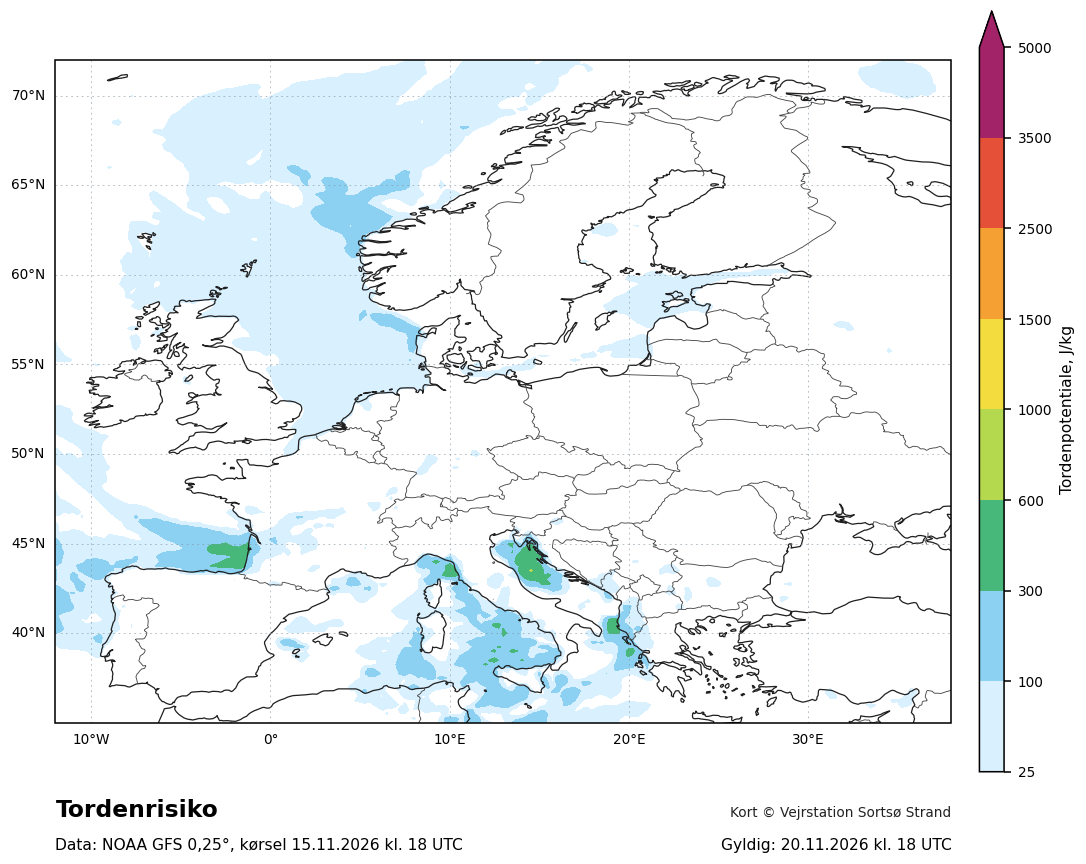 70°N
65°N
60°N
55°N
50°N
45°N
40°N
10°W
0°
10°E
20°E
30°E
5000
3500
2500
1500
1000
600
300
100
25
Tordenpotentiale, J/kg
Tordenrisiko
Kort © Vejrstation Sortsø Strand
Data: NOAA GFS 0,25°, kørsel 15.11.2026 kl. 18 UTC
Gyldig: 20.11.2026 kl. 18 UTC